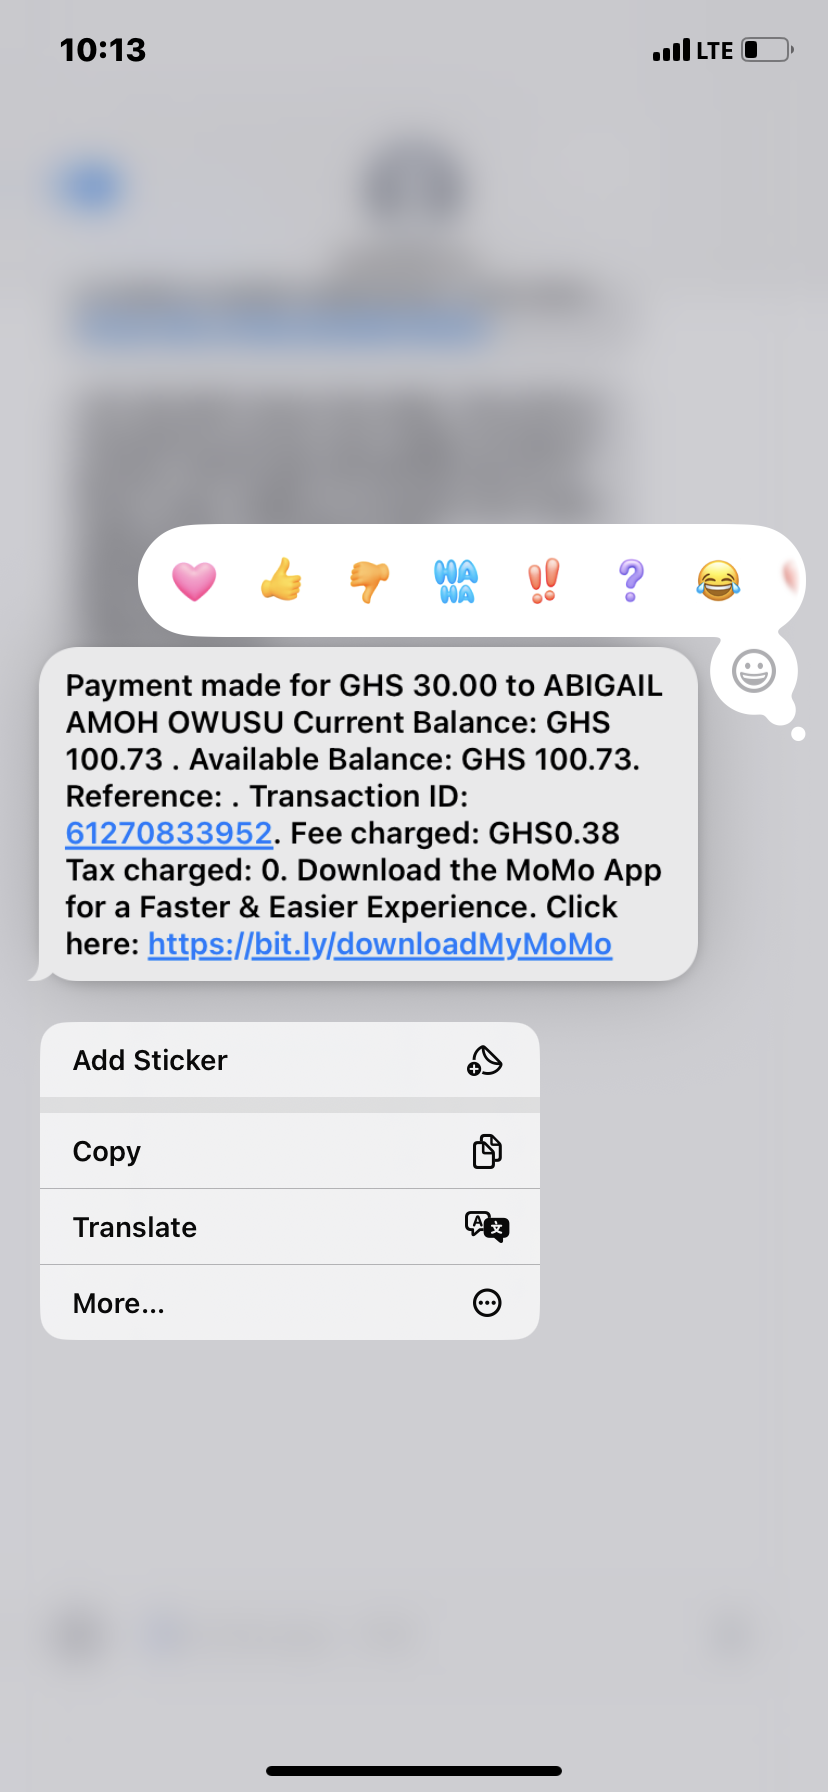 10:13
LTE
HA
HA
Payment made for GHS 30.00 to ABIGAIL
AMOH OWUSU Current Balance: GHS
100.73 . Available Balance: GHS 100.73.
Reference: . Transaction ID:
61270833952. Fee charged: GHS0.38
Tax charged: 0. Download the MoMo App
for a Faster & Easier Experience. Click
here: https://bit.ly/downloadMyMoMo
Add Sticker
Copy
Translate
More...